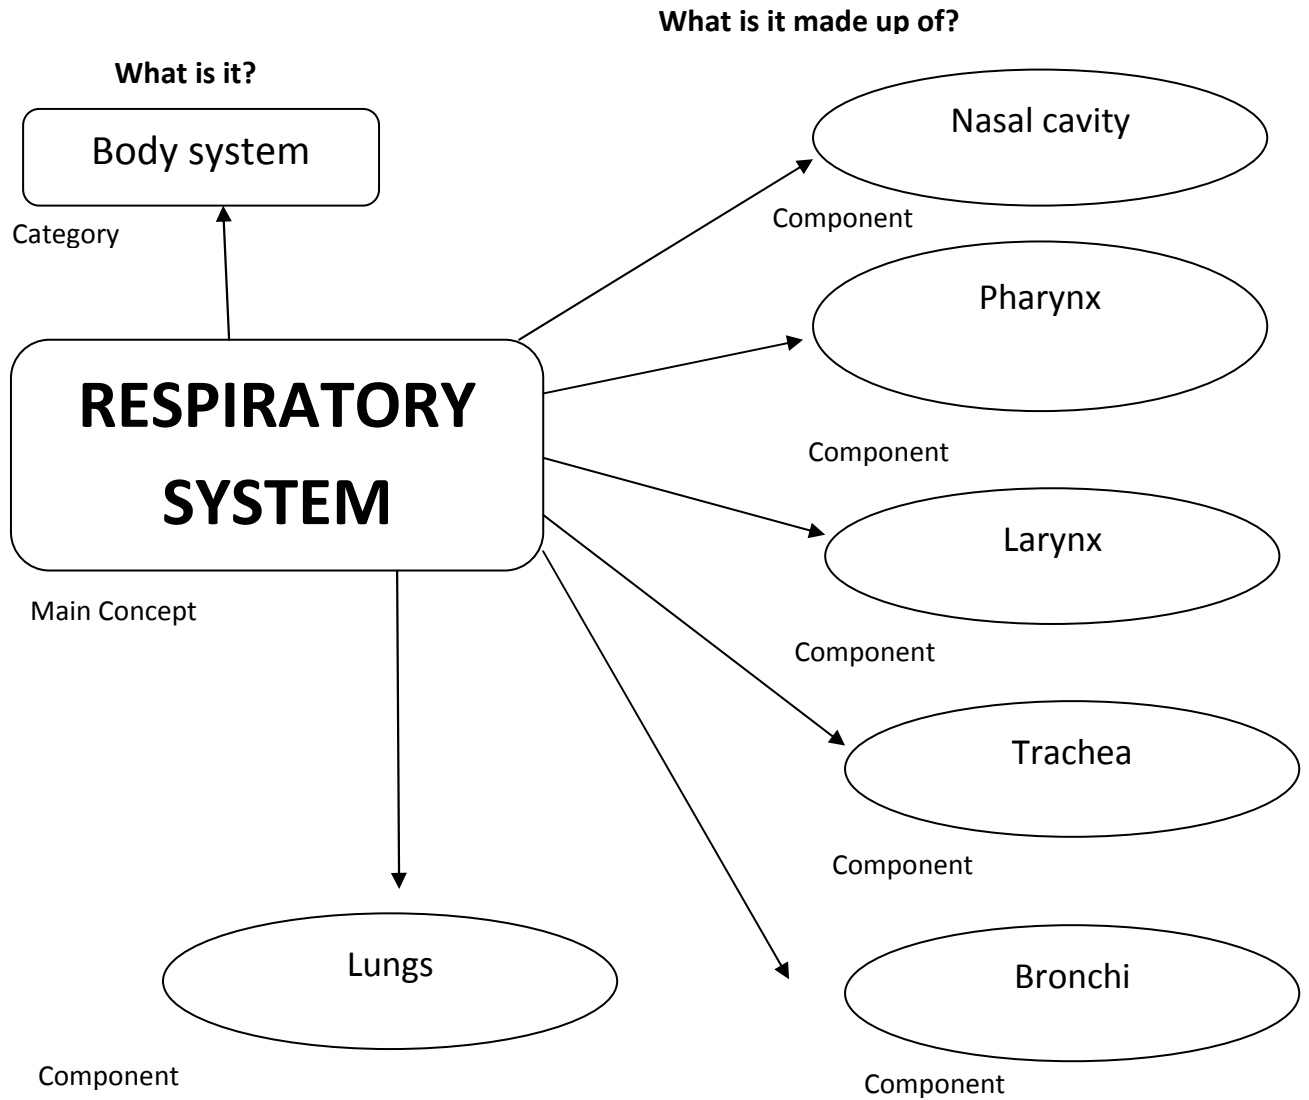 What is it made up of?
What is it?
Body system
Category
Nasal cavity
Component
Pharynx
Component
RESPIRATORY
SYSTEM
Main Concept
Larynx
Component
Trachea
Component
Lungs
Component
Bronchi
Component